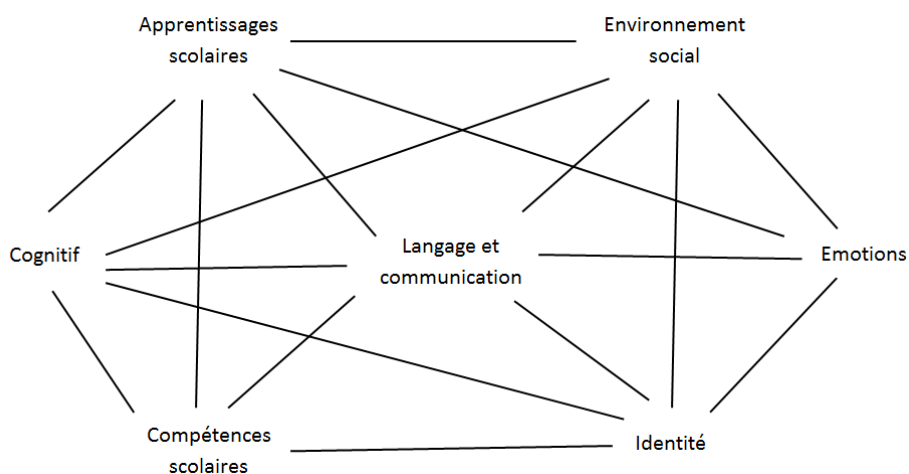 Apprentissages
scolaires
Environnement
social
Cognitif
Langage et
communication
Emotions
Compétences
scolaires
Identité